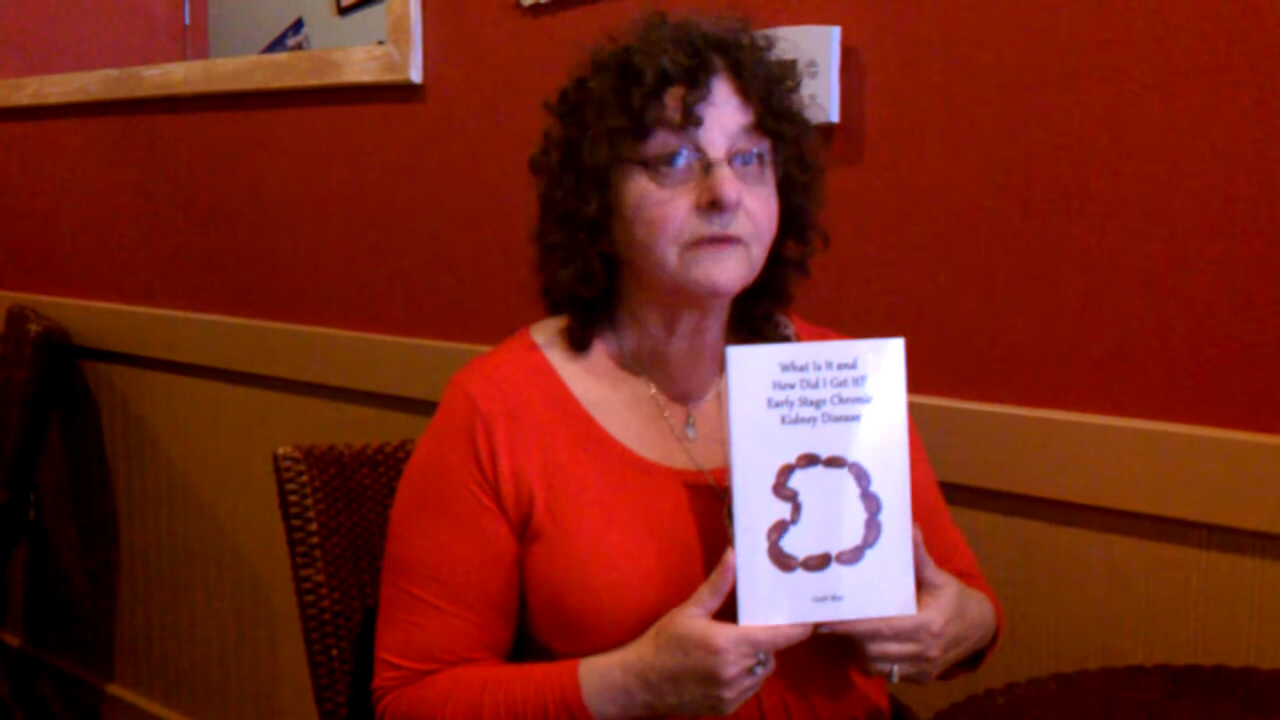 What Is It and
How Did I Get It?
Early Stage Chronic
Kidney Disease